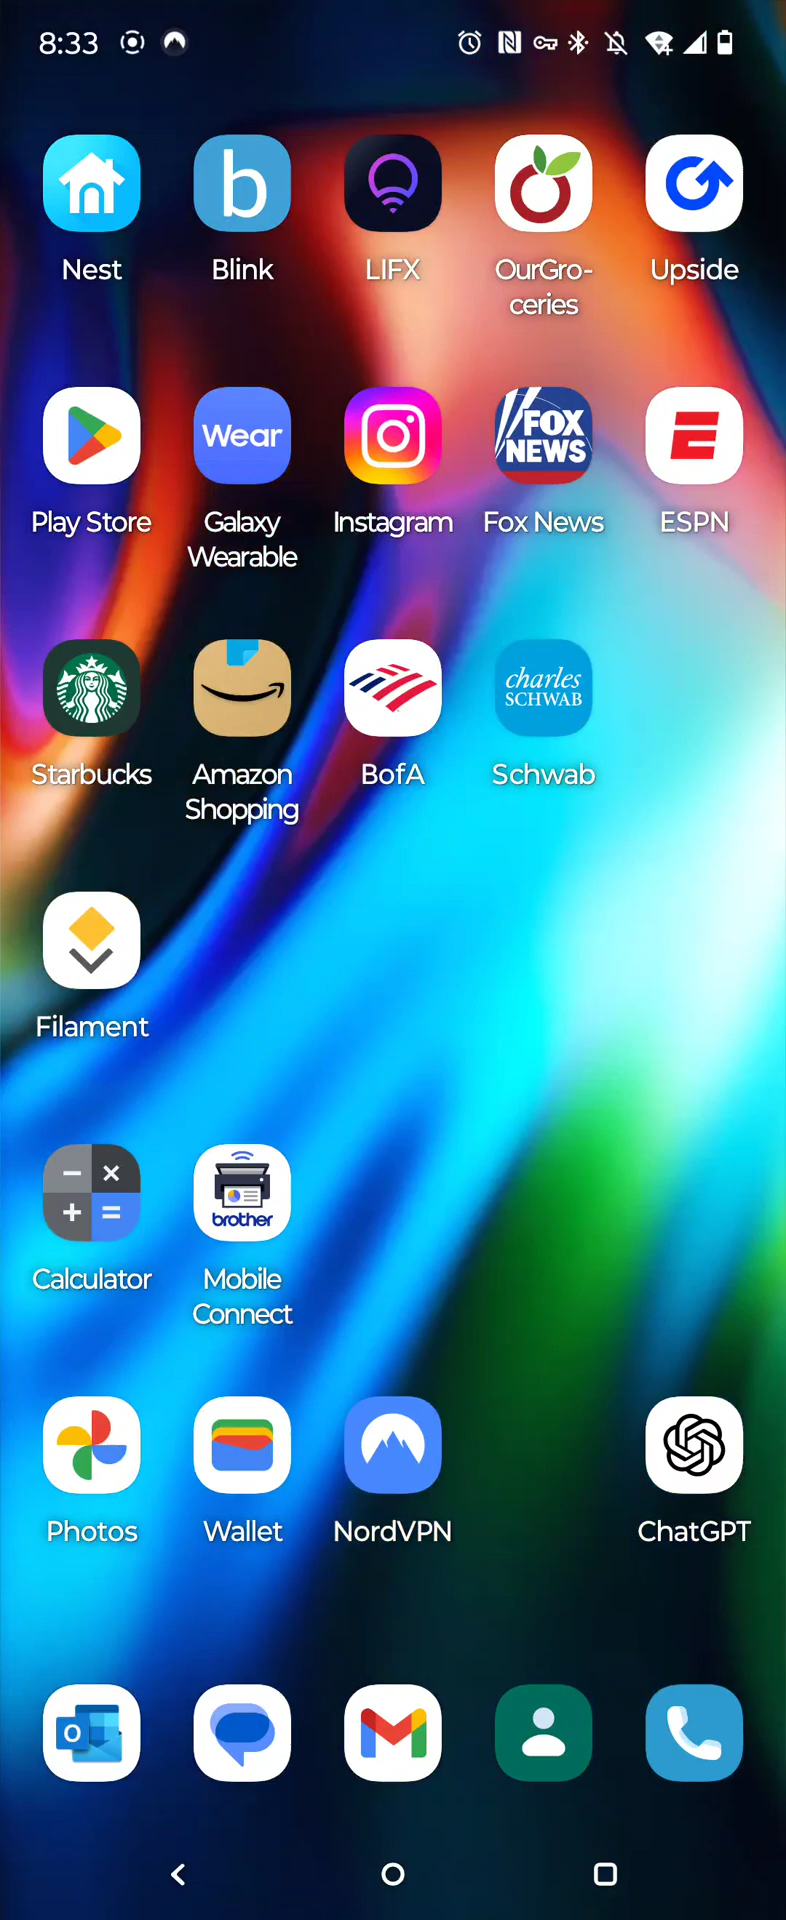 8:33
Nest
Blink
LIFX
OurGro-
ceries
Upside
Wear
FOX
NEWS
Play Store
Galaxy
Wearable
Instagram
Fox News
ESPN
charles
SCHWAB
Starbucks
Amazon
Shopping
BofA
Schwab
Filament
brother
Calculator
Mobile
Connect
Photos
Wallet
NordVPN
ChatGPT